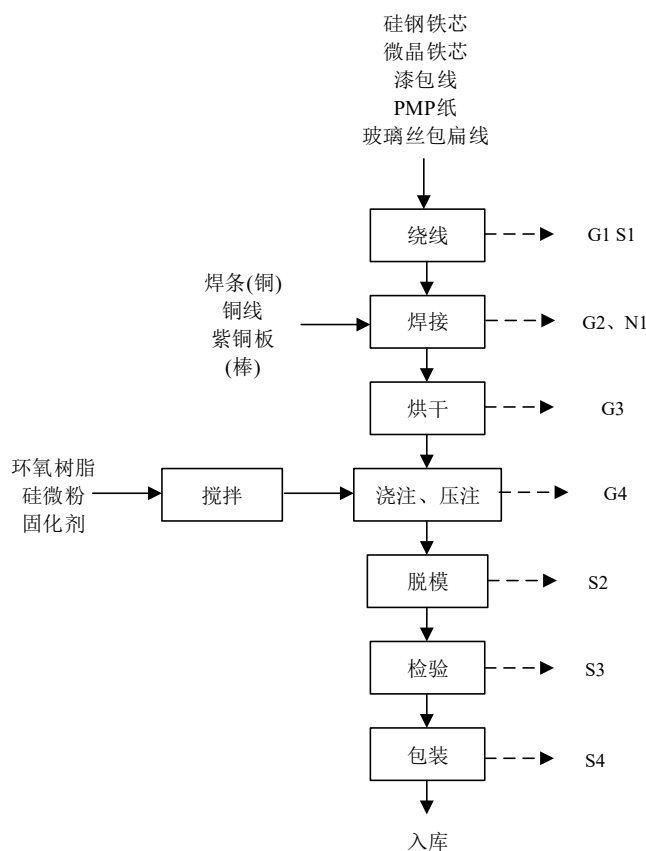 硅钢铁芯
微晶铁芯
漆包线
PMP纸
玻璃丝包扁线
绕线
G1 S1
焊条(铜)
铜线
紫铜板
(棒)
焊接
G2、N1
烘干
G3
环氧树脂
硅微粉
固化剂
搅拌
浇注、压注
G4
脱模
S2
检验
S3
包装
S4
入库